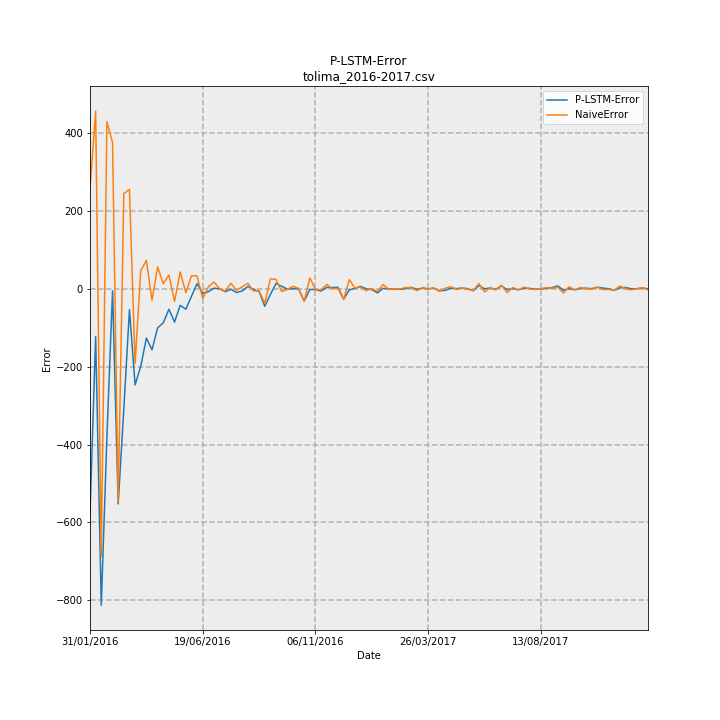 P-LSTM-Error
tolima_2016-2017.csv
P-LSTM-Error
NaiveError
400
200
0
−200
−400
−600
−800
Error
31/01/2016 19/06/2016 06/11/2016 26/03/2017 13/08/2017
Date